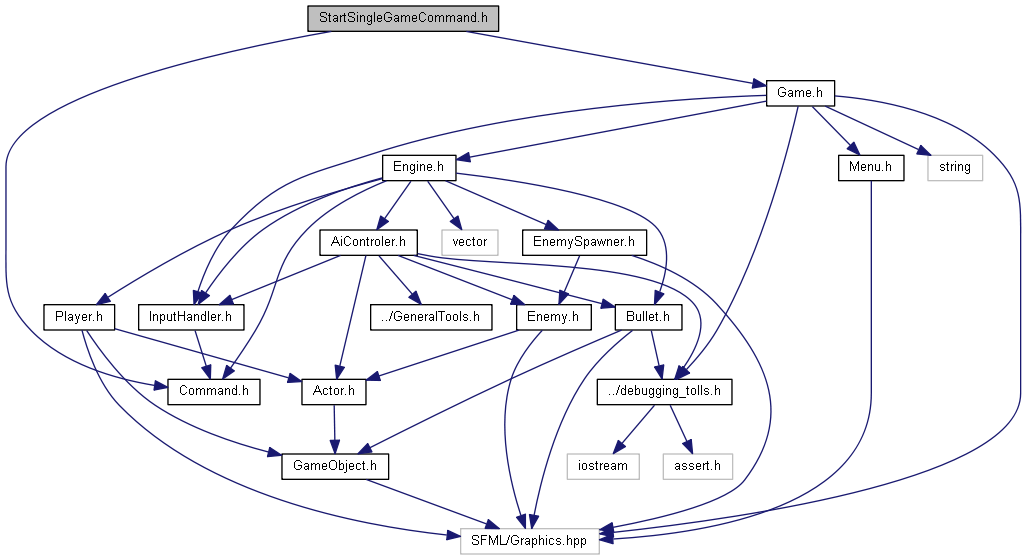 StartSingleGameCommand.h
Game.h
Engine.h
Menu.h
string
AiControler.h
vector
EnemySpawner.h
Player.h
InputHandler.h
../GeneralTools.h
Enemy.h
Bullet.h
Command.h
Actor.h
../debugging_tolls.h
GameObject.h
iostream
assert.h
SFML/Graphics.hpp